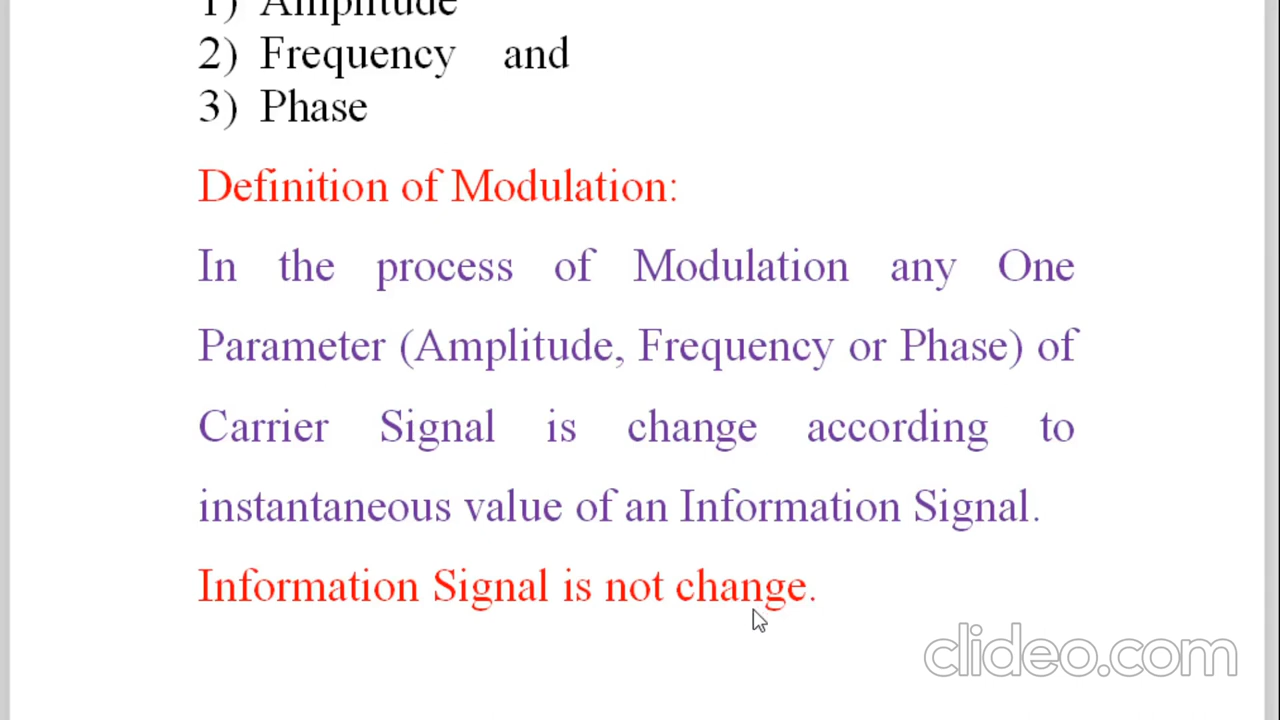 1) Amplitude
2) Frequency and
3) Phase
Definition of Modulation:
In the process of Modulation any One
Parameter (Amplitude, Frequency or Phase) of
Carrier Signal is change according to
instantaneous value of an Information Signal.
Information Signal is not change.
clideo.com